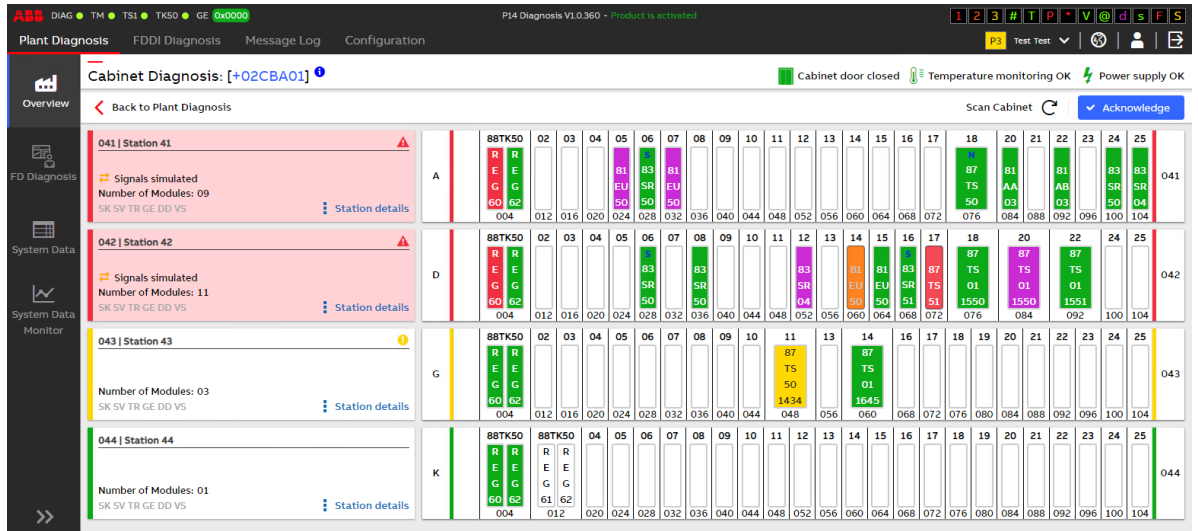 ABB DIAG TM TS1 TK50 GE 0x0000 P14 Diagnosis V1.0.360 - Product is activated 1 2 3 # T P * V @ d s F S
Plant Diagnosis FDDI Diagnosis Message Log Configuration P3 Test Test
Overview
FD Diagnosis
System Data
System Data
Monitor
Cabinet Diagnosis: [+02CBA01] Cabinet door closed Temperature monitoring OK Power supply OK
Back to Plant Diagnosis Scan Cabinet Acknowledge
041 | Station 41
Signals simulated
Number of Modules: 09
SK SV TR GE DD VS Station details
A
88TK50 02 03 04 05 06 07 08 09 10 11 12 13 14 15 16 17 18 20 21 22 23 24 25
R R S N
E E 81 83 81 87 81 81 83 83
G G EU SR EU TS AA AB SR SR
60 62 50 50 50 50 03 03 50 04
004 012 016 020 024 028 032 036 040 044 048 052 056 060 064 068 072 076 084 088 092 096 100 104
041
042 | Station 42
Signals simulated
Number of Modules: 11
SK SV TR GE DD VS Station details
D
88TK50 02 03 04 05 06 07 08 09 10 11 12 13 14 15 16 17 18 20 22 24 25
R R S S 87 87 87
E E 83 83 83 81 81 83 87 TS TS TS
G G SR SR SR EU EU SR TS 01 01 01
60 62 50 50 04 50 50 51 51 1550 1550 1551
004 012 016 020 024 028 032 036 040 044 048 052 056 060 064 068 072 076 084 092 100 104
042
043 | Station 43
Number of Modules: 03
SK SV TR GE DD VS Station details
G
88TK50 02 03 04 05 06 07 08 09 10 11 13 14 16 17 18 19 20 21 22 23 24 25
R R 87 87
E E TS TS
G G 50 01
60 62 1434 1645
004 012 016 020 024 028 032 036 040 044 048 056 060 068 072 076 080 084 088 092 096 100 104
043
044 | Station 44
Number of Modules: 01
SK SV TR GE DD VS Station details
K
88TK50 88TK50 04 05 06 07 08 09 10 11 12 13 14 15 16 17 18 19 20 21 22 23 24 25
R R R R
E E E E
G G G G
60 62 61 62
004 012 020 024 028 032 036 040 044 048 052 056 060 064 068 072 076 080 084 088 092 096 100 104
044